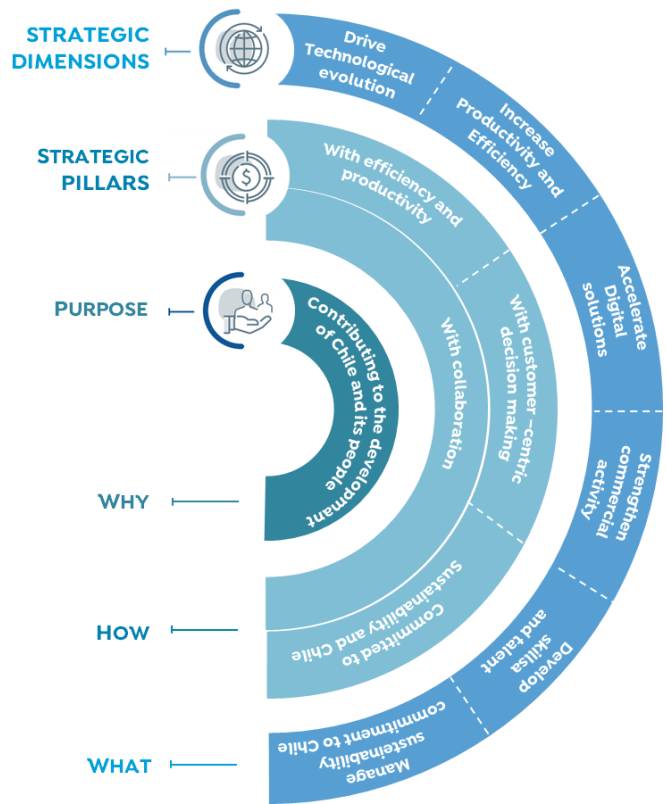 STRATEGIC
DIMENSIONS
Drive
Technological
evolution
Increase
Productivity and
Efficiency
Accelerate
Digital
solutions
Strengthen
commercial
activity
Develop
skillsa
and talent
Manage
sustainability
commitment to Chile
STRATEGIC
PILLARS
$
With efficiency and
productivity
With customer –centric
decision making
With collaboration
Committed to
Sustainability and Chile
PURPOSE
Contributing to the developmant
of Chile and its people
WHY
HOW
WHAT